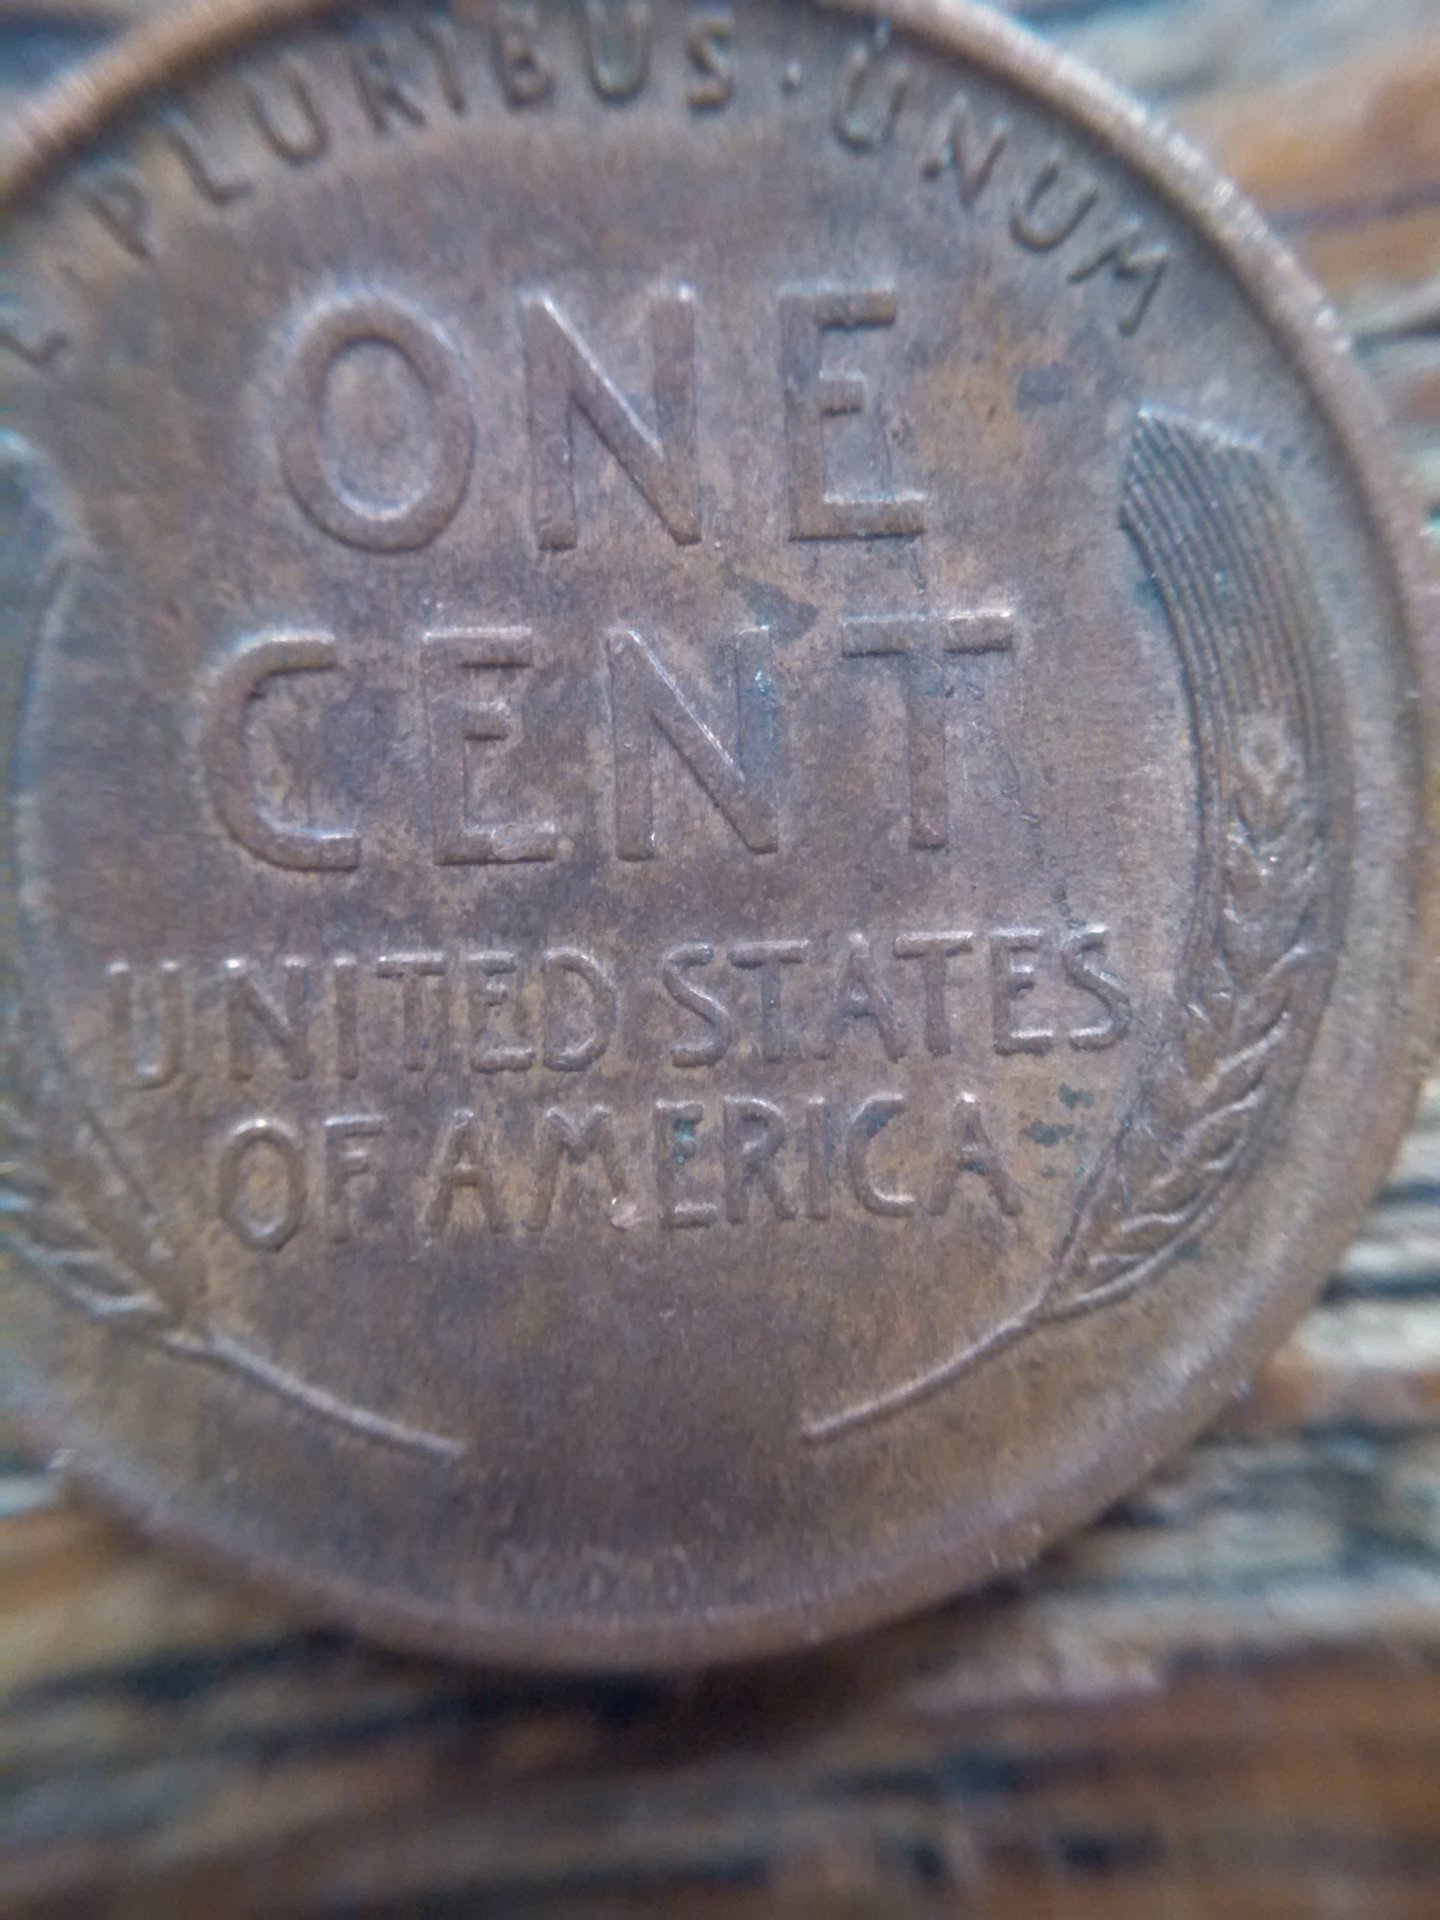 E·PLURIBUS·UNUM
ONE
CENT
UNITED STATES
OF AMERICA
V.D.B.